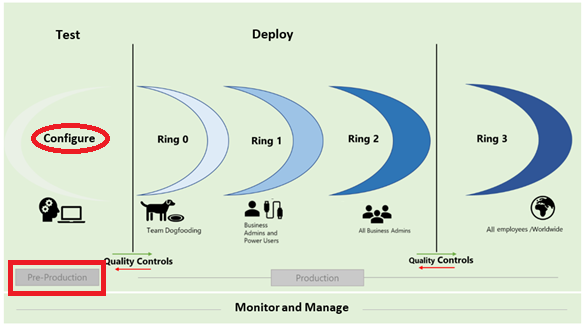 Test
Deploy
Configure
Ring 0
Ring 1
Ring 2
Ring 3
Team Dogfooding
Business
Admins and
Power Users
All Business Admins
All employees /Worldwide
Quality Controls
Quality Controls
Pre-Production
Production
Monitor and Manage